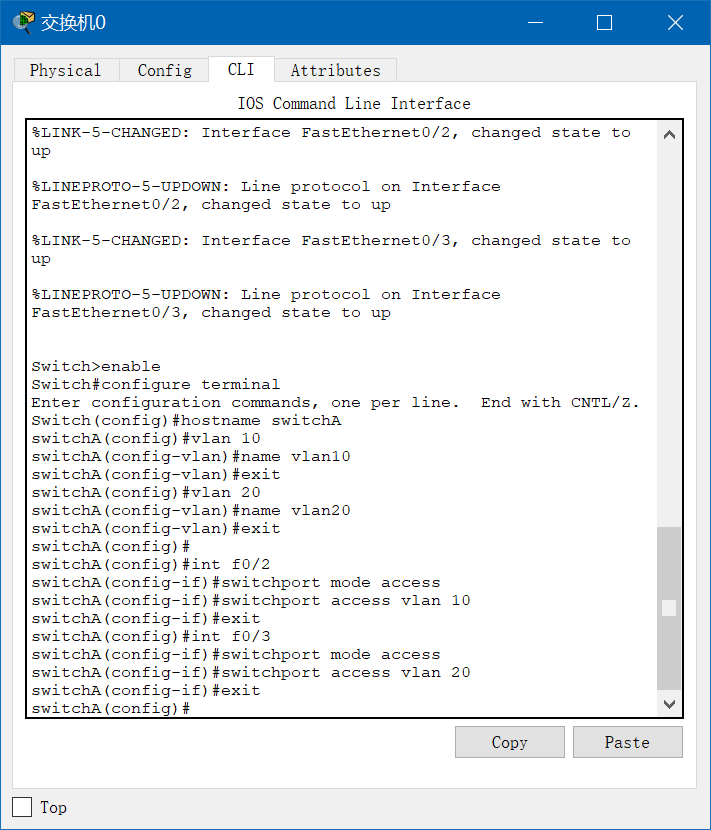 交换机0
Physical Config CLI Attributes
IOS Command Line Interface
%LINK-5-CHANGED: Interface FastEthernet0/2, changed state to
up
%LINEPROTO-5-UPDOWN: Line protocol on Interface
FastEthernet0/2, changed state to up
%LINK-5-CHANGED: Interface FastEthernet0/3, changed state to
up
%LINEPROTO-5-UPDOWN: Line protocol on Interface
FastEthernet0/3, changed state to up
Switch>enable
Switch#configure terminal
Enter configuration commands, one per line.  End with CNTL/Z.
Switch(config)#hostname switchA
switchA(config)#vlan 10
switchA(config-vlan)#name vlan10
switchA(config-vlan)#exit
switchA(config)#vlan 20
switchA(config-vlan)#name vlan20
switchA(config-vlan)#exit
switchA(config)#
switchA(config)#int f0/2
switchA(config-if)#switchport mode access
switchA(config-if)#switchport access vlan 10
switchA(config-if)#exit
switchA(config)#int f0/3
switchA(config-if)#switchport mode access
switchA(config-if)#switchport access vlan 20
switchA(config-if)#exit
switchA(config)#
Copy Paste
Top